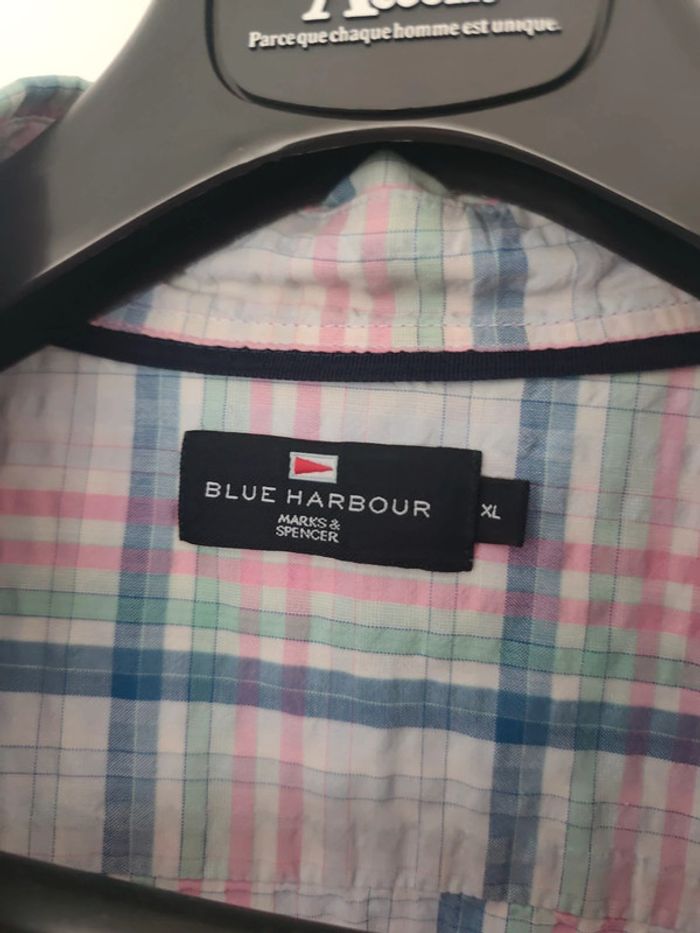 Parce que chaque homme est unique.
BLUE HARBOUR
MARKS &
SPENCER
XL